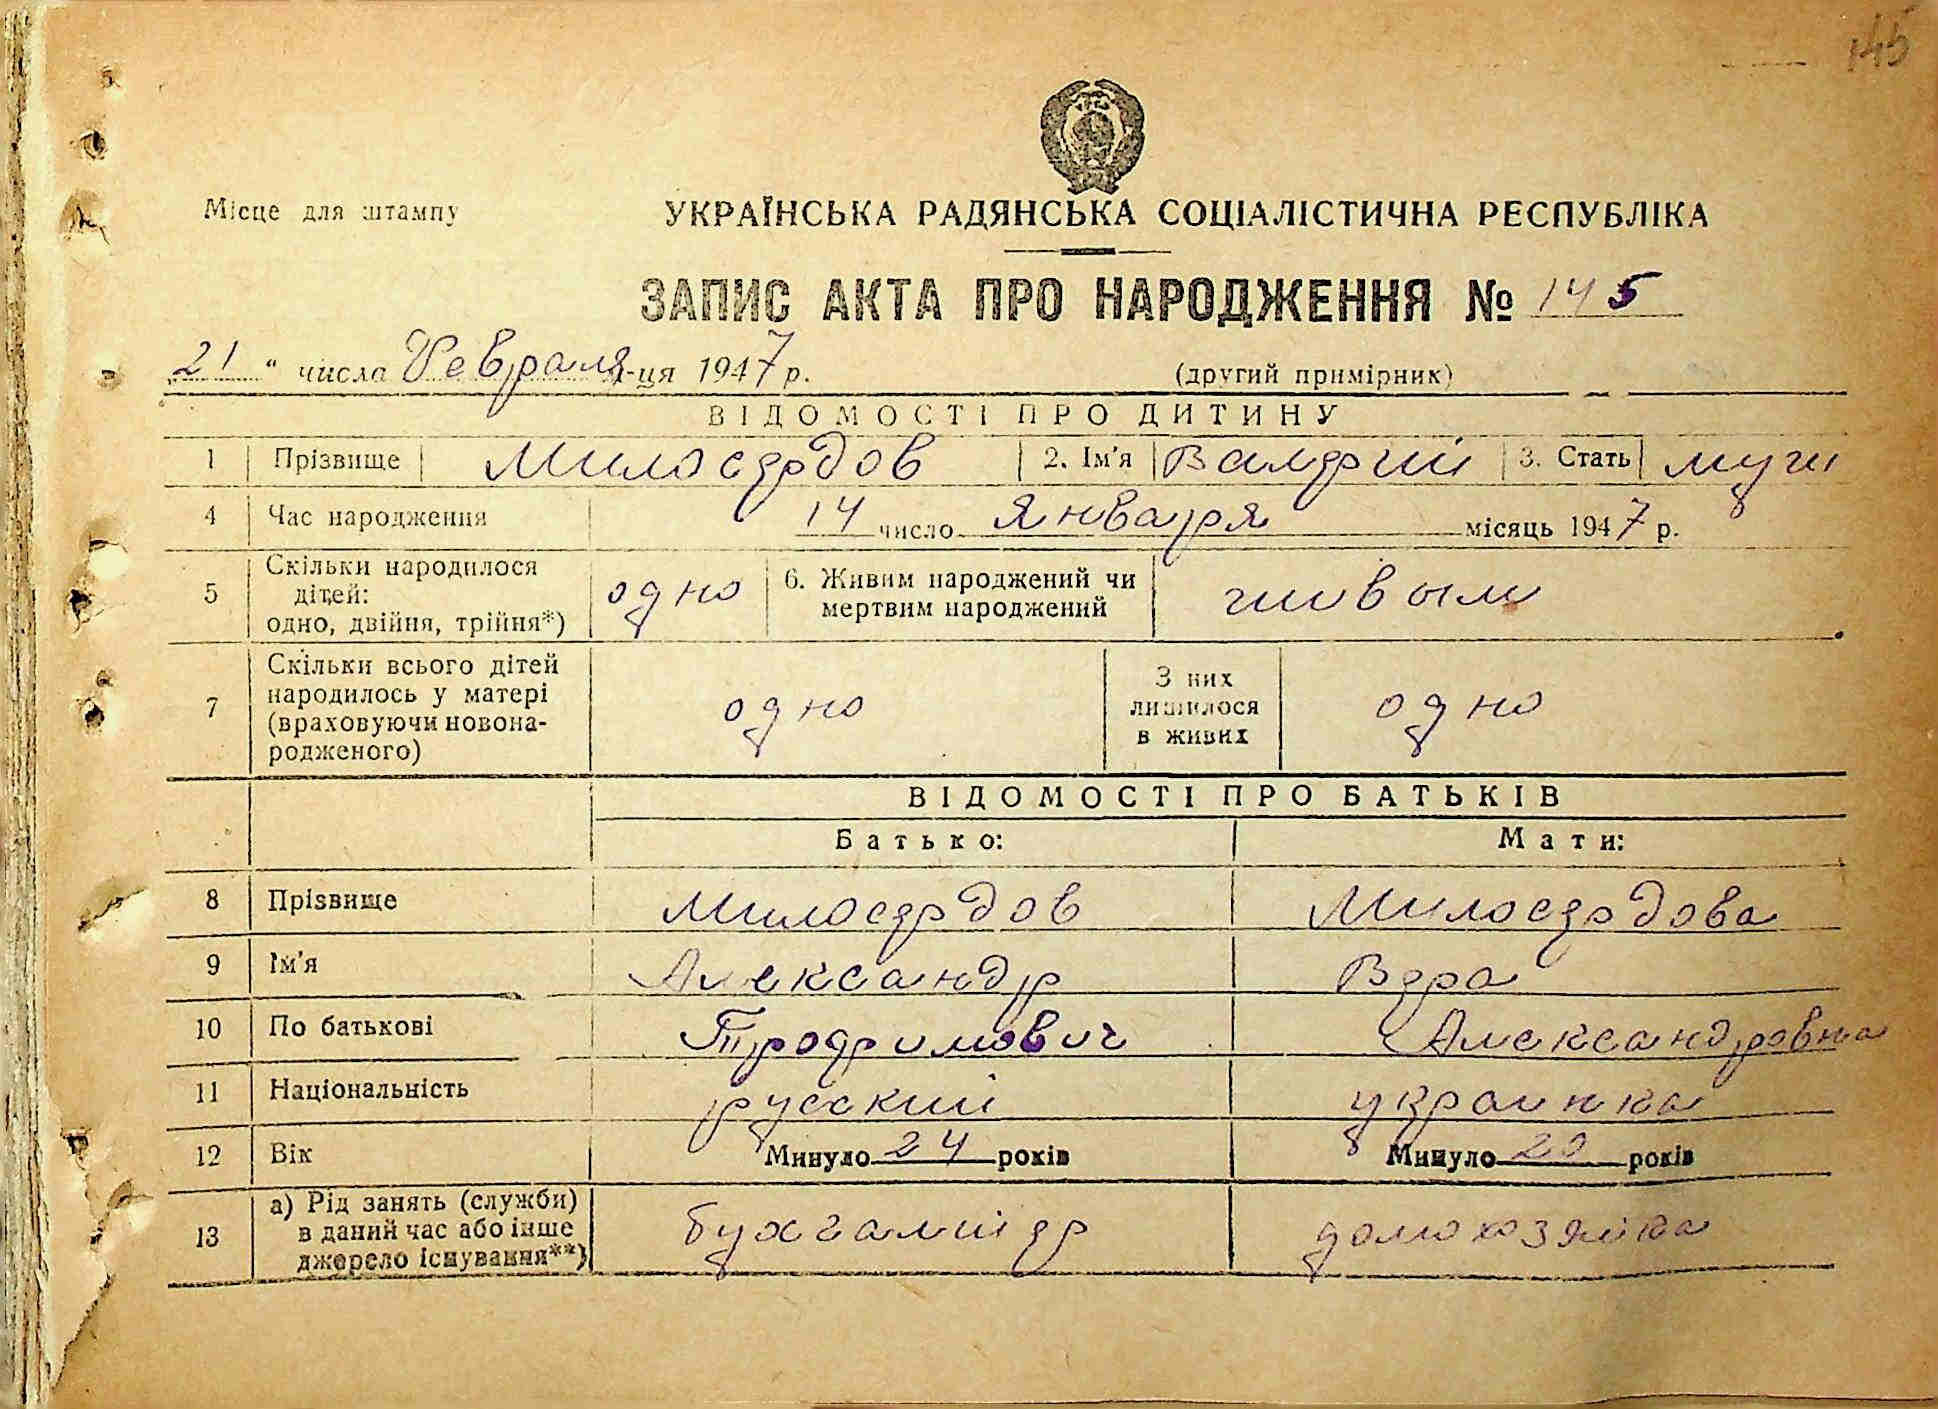 145
Місце для штампу
УКРАЇНСЬКА РАДЯНСЬКА СОЦІАЛІСТИЧНА РЕСПУБЛІКА
ЗАПИС АКТА ПРО НАРОДЖЕННЯ № 145
„21" числа Февраля м-ця 1947 р. (другий примірник)
ВІДОМОСТІ ПРО ДИТИНУ
1 Прізвище Милосердов 2. Ім'я Валерий 3. Стать муж
4 Час народження 14 число Января місяць 1947 р.
5 Скільки народилося дітей: одно, двійня, трійня*) одно 6. Живим народжений чи мертвим народжений живым
7 Скільки всього дітей народилось у матері (враховуючи новонародженого) одно З них лишилося в живих одно
ВІДОМОСТІ ПРО БАТЬКІВ
Батько: Мати:
8 Прізвище Милосердов Милосердова
9 Ім'я Александр Вера
10 По батькові Трофимович Александровна
11 Національність русский украинка
12 Вік Минуло 24 років Минуло 20 років
13 а) Рід занять (служби) в даний час або інше джерело існування**) бухгалтер домохозяйка